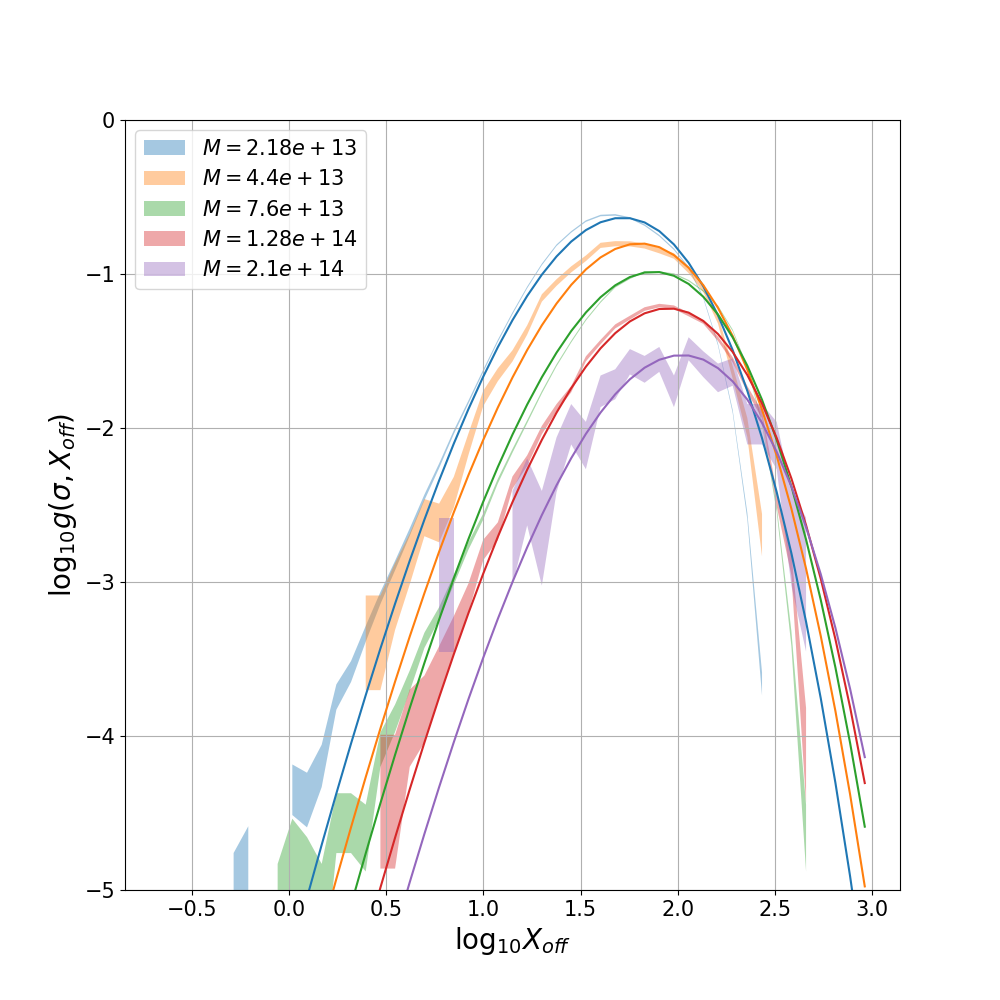 0
−1
−2
−3
−4
−5
log₁₀g(σ, X_off)
M = 2.18e + 13
M = 4.4e + 13
M = 7.6e + 13
M = 1.28e + 14
M = 2.1e + 14
−0.5 0.0 0.5 1.0 1.5 2.0 2.5 3.0
log₁₀X_off